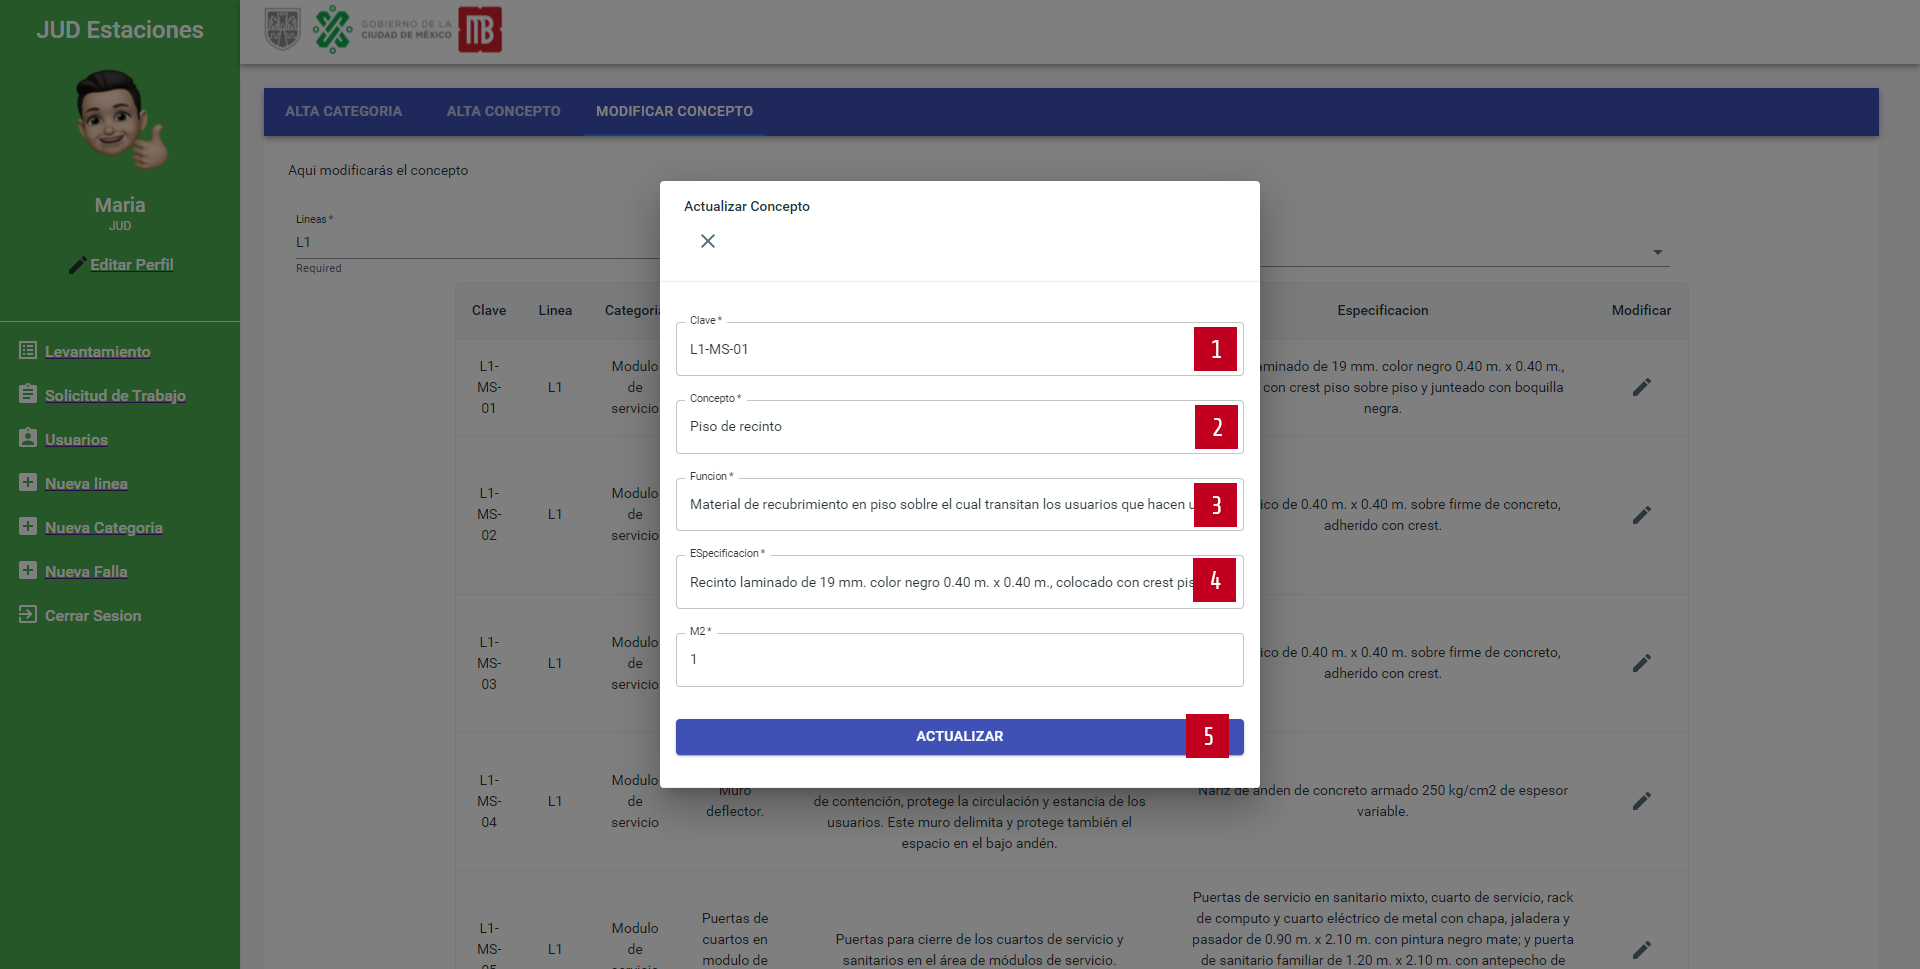 JUD Estaciones
Maria
JUD
Editar Perfil
Levantamiento
Solicitud de Trabajo
Usuarios
Nueva linea
Nueva Categoria
Nueva Falla
Cerrar Sesion
GOBIERNO DE LA
CIUDAD DE MÉXICO
MB
ALTA CATEGORIA
ALTA CONCEPTO
MODIFICAR CONCEPTO
Aqui modificarás el concepto
Lineas *
L1
Required
Clave
Linea
Categoria
Especificacion
Modificar
L1-
MS-
01
L1
Modulo
de
servicio
aminado de 19 mm. color negro 0.40 m. x 0.40 m.,
con crest piso sobre piso y junteado con boquilla
negra.
L1-
MS-
02
L1
Modulo
de
servicio
ico de 0.40 m. x 0.40 m. sobre firme de concreto,
adherido con crest.
L1-
MS-
03
L1
Modulo
de
servicio
ico de 0.40 m. x 0.40 m. sobre firme de concreto,
adherido con crest.
L1-
MS-
04
L1
Modulo
de
servicio
Muro
deflector.
de contención, protege la circulación y estancia de los
usuarios. Este muro delimita y protege también el
espacio en el bajo andén.
Nariz de anden de concreto armado 250 kg/cm2 de espesor
variable.
L1-
MS-
05
L1
Modulo
de
servicio
Puertas de
cuartos en
modulo de
Puertas para cierre de los cuartos de servicio y
sanitarios en el área de módulos de servicio.
Puertas de servicio en sanitario mixto, cuarto de servicio, rack
de computo y cuarto eléctrico de metal con chapa, jaladera y
pasador de 0.90 m. x 2.10 m. con pintura negro mate; y puerta
de sanitario familiar de 1.20 m. x 2.10 m. con antepecho de
Actualizar Concepto
Clave *
L1-MS-01
1
Concepto *
Piso de recinto
2
Funcion *
Material de recubrimiento en piso soblre el cual transitan los usuarios que hacen u
3
ESpecificacion *
Recinto laminado de 19 mm. color negro 0.40 m. x 0.40 m., colocado con crest pis
4
M2 *
1
ACTUALIZAR
5